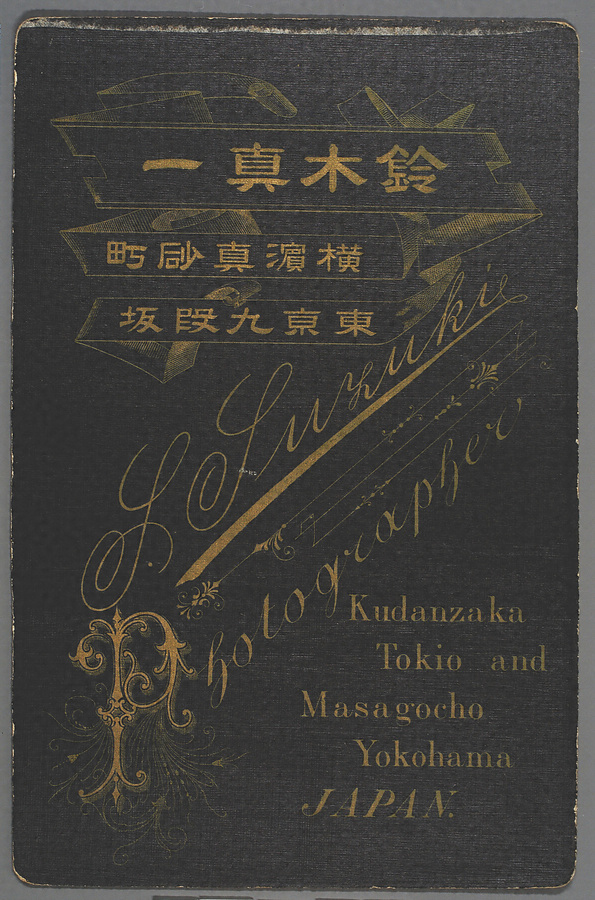 鈴木真一
横濵真砂町
東京九段坂
S. Suzuki
Photographer
Kudanzaka
Tokio and
Masagocho
Yokohama
JAPAN.